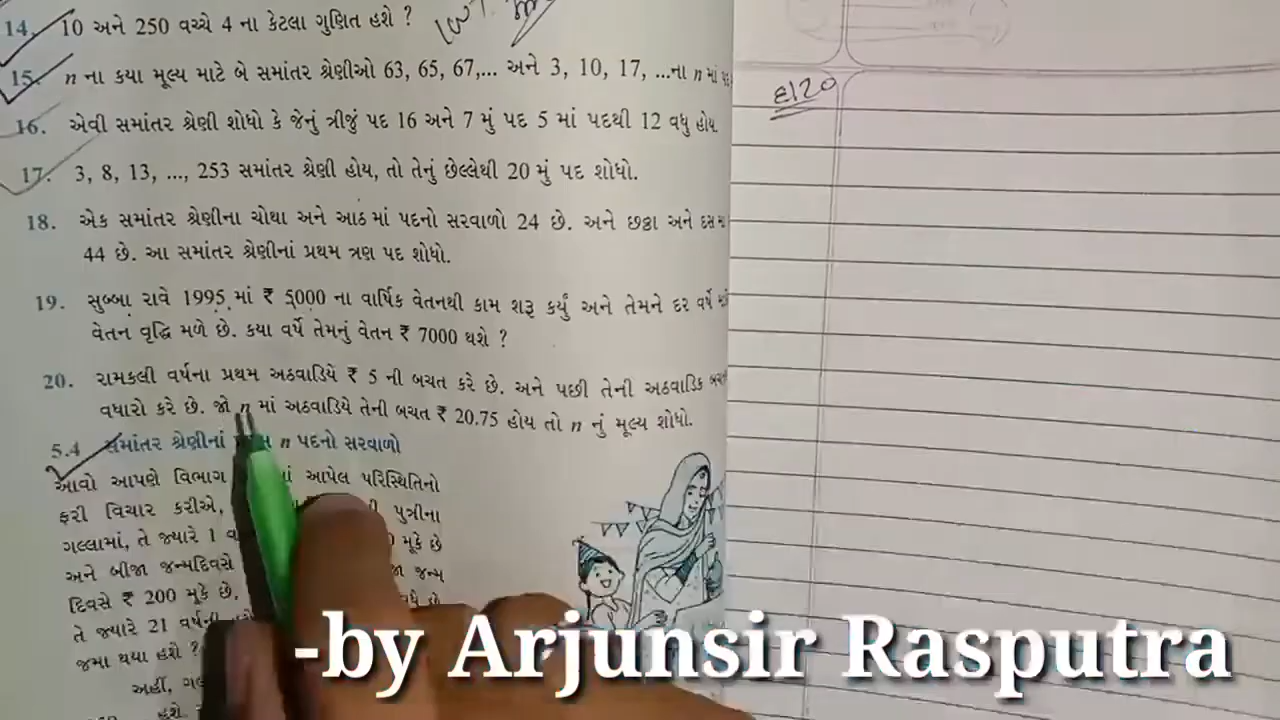 14. 10 અને 250 વચ્ચે 4 ના કેટલા ગુણિત હશે ?
15. n ના કયા મૂલ્ય માટે બે સમાંતર શ્રેણીઓ 63, 65, 67,... અને 3, 10, 17, ...ના n માં
દા૨૦
16. એવી સમાંતર શ્રેણી શોધો કે જેનું ત્રીજું પદ 16 અને 7 મું પદ 5 માં પદથી 12 વધુ હોય.
17. 3, 8, 13, ..., 253 સમાંતર શ્રેણી હોય, તો તેનું છેલ્લેથી 20 મું પદ શોધો.
18. એક સમાંતર શ્રેણીના ચોથા અને આઠ માં પદનો સરવાળો 24 છે. અને છઠ્ઠા અને દસ
44 છે. આ સમાંતર શ્રેણીનાં પ્રથમ ત્રણ પદ શોધો.
19. સુબ્બા રાવે 1995 માં ₹ 5000 ના વાર્ષિક વેતનથી કામ શરૂ કર્યું અને તેમને દર વર્ષે
વેતન વૃદ્ધિ મળે છે. કયા વર્ષે તેમનું વેતન ₹ 7000 થશે ?
20. રામકલી વર્ષના પ્રથમ અઠવાડિયે ₹ 5 ની બચત કરે છે. અને પછી તેની અઠવાડિક
વધારો કરે છે. જો n માં અઠવાડિયે તેની બચત ₹ 20.75 હોય તો n નું મૂલ્ય શોધો.
5.4 સમાંતર શ્રેણીનાં n પદનો સરવાળો
આવો આપણે વિભાગ આપેલ પરિસ્થિતિનો
ફરી વિચાર કરીએ, પુત્રીના
ગલ્લામાં, તે જ્યારે 1 મૂકે છે
અને બીજા જન્મદિવસે જન્મ
દિવસે ₹ 200 મૂકે છે.
તે જ્યારે 21 વર્ષની
જમા થયા હશે ?
અહીં,
હશે
-by Arjunsir Rasputra